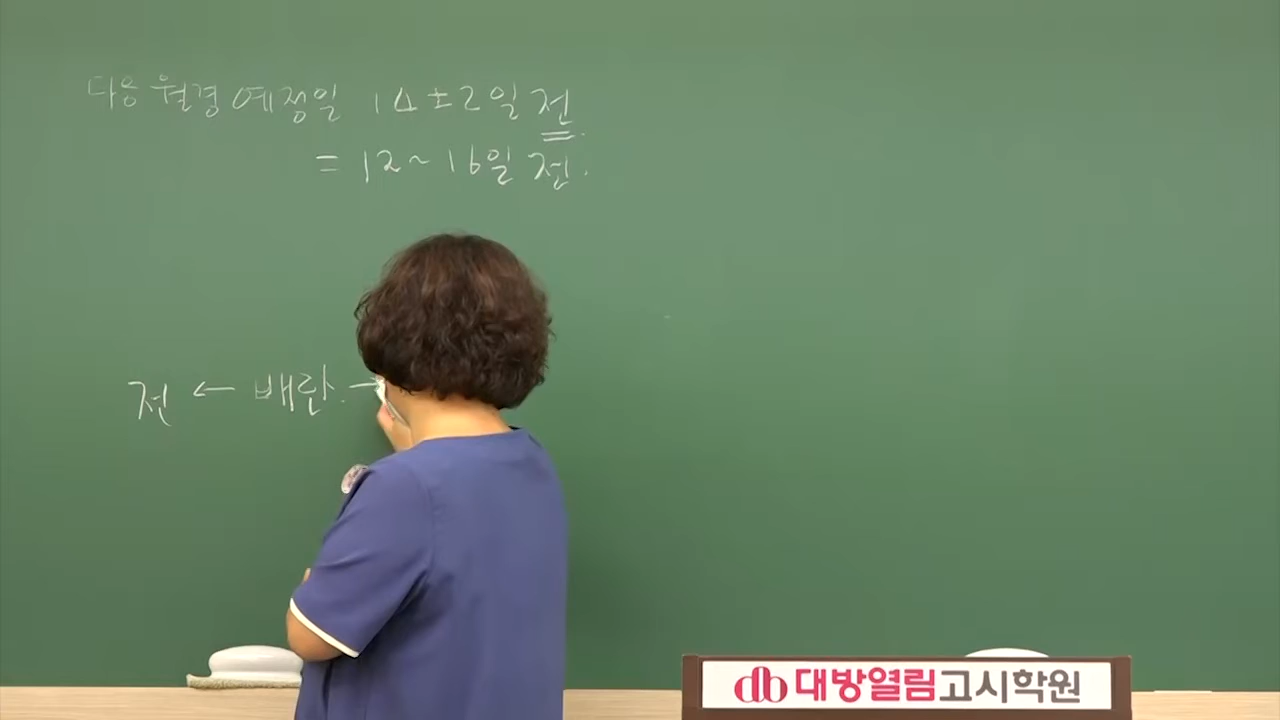 다음 월경 예정일 14±2일 전.
= 12~16일 전.
전 ← 배란. →
대방열림고시학원